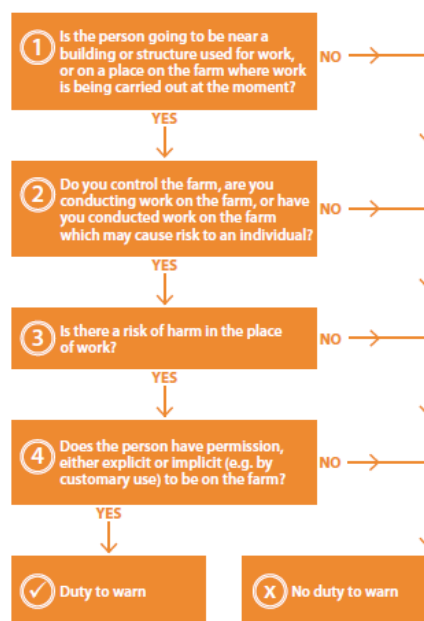 1 Is the person going to be near a
building or structure used for work,
or on a place on the farm where work
is being carried out at the moment?
NO
YES
2 Do you control the farm, are you
conducting work on the farm, or have
you conducted work on the farm
which may cause risk to an individual?
NO
YES
3 Is there a risk of harm in the place
of work?
NO
YES
4 Does the person have permission,
either explicit or implicit (e.g. by
customary use) to be on the farm?
NO
YES
✓ Duty to warn
X No duty to warn